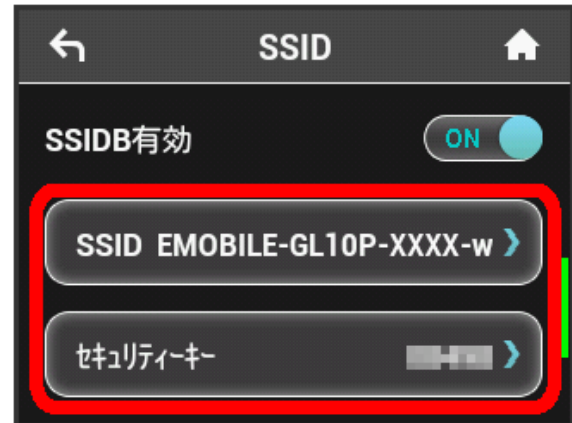 SSID
SSIDB有効 ON
SSID EMOBILE-GL10P-XXXX-w
ｾｷｭﾘﾃｨｰｷｰ